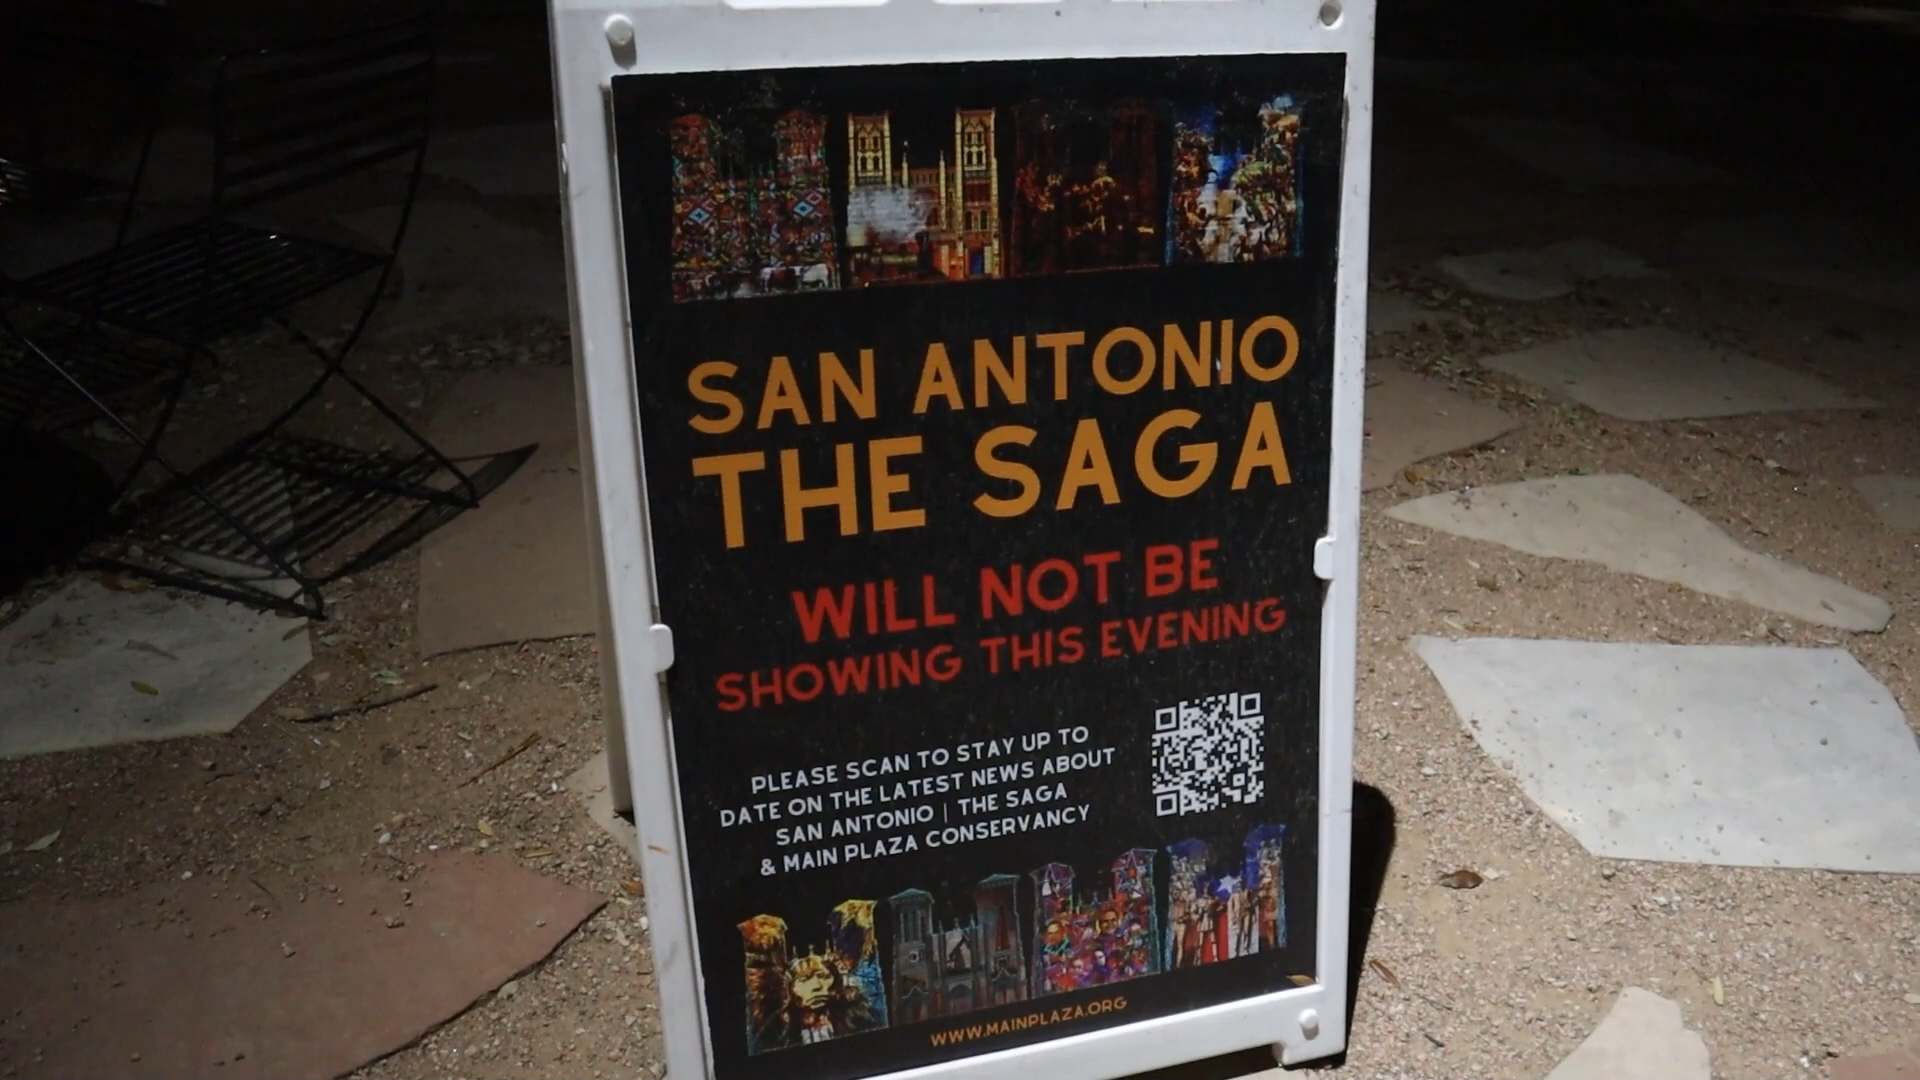 SAN ANTONIO
THE SAGA
WILL NOT BE
SHOWING THIS EVENING
PLEASE SCAN TO STAY UP TO
DATE ON THE LATEST NEWS ABOUT
SAN ANTONIO | THE SAGA
& MAIN PLAZA CONSERVANCY
WWW.MAINPLAZA.ORG